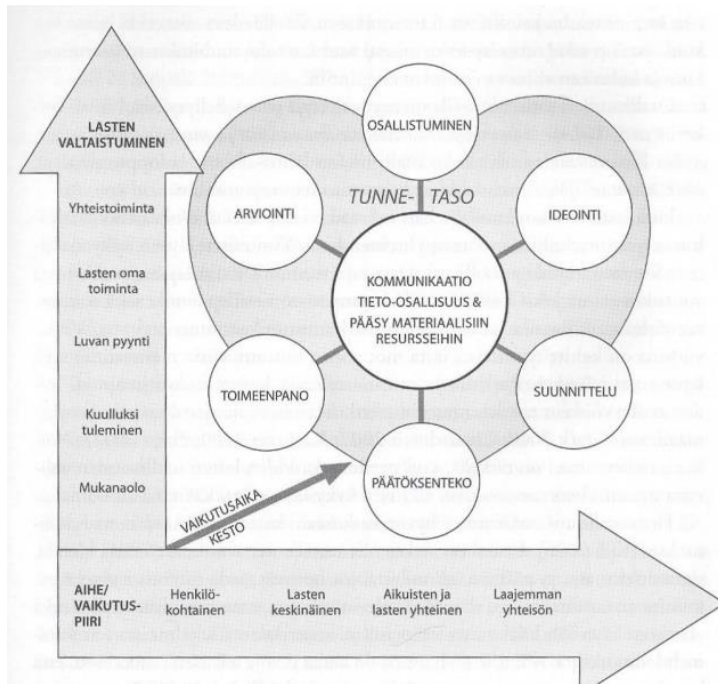 LASTEN
VALTAISTUMINEN
Yhteistoiminta
Lasten oma
toiminta
Luvan pyyntö
Kuulluksi
tuleminen
Mukanaolo
OSALLISTUMINEN
ARVIOINTI
TUNNE- TASO
IDEOINTI
KOMMUNIKAATIO
TIETO-OSALLISUUS &
PÄÄSY MATERIAALISIIN
RESURSSEIHIN
TOIMEENPANO
SUUNNITTELU
PÄÄTÖKSENTEKO
VAIKUTUSAIKA
KESTO
AIHE/
VAIKUTUS-
PIIRI
Henkilö-
kohtainen
Lasten
keskinäinen
Aikuisten ja
lasten yhteinen
Laajemman
yhteisön